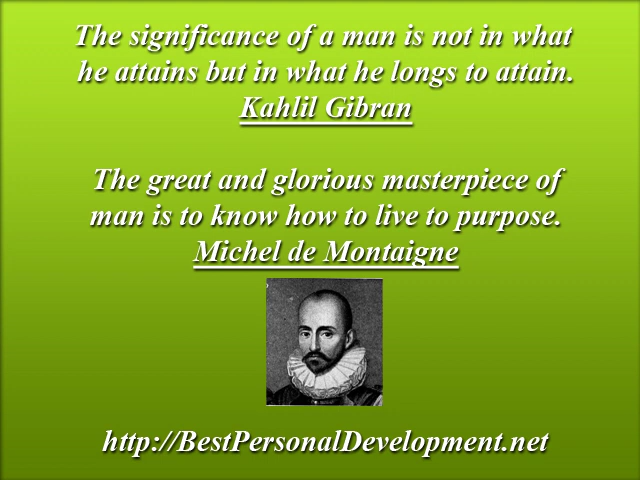 The significance of a man is not in what
he attains but in what he longs to attain.
Kahlil Gibran
The great and glorious masterpiece of
man is to know how to live to purpose.
Michel de Montaigne
http://BestPersonalDevelopment.net